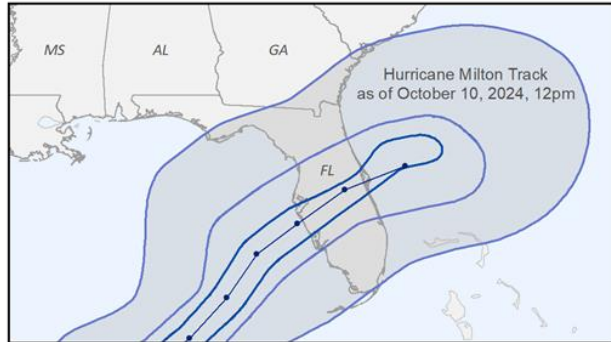 MS
AL
GA
Hurricane Milton Track
as of October 10, 2024, 12pm
FL